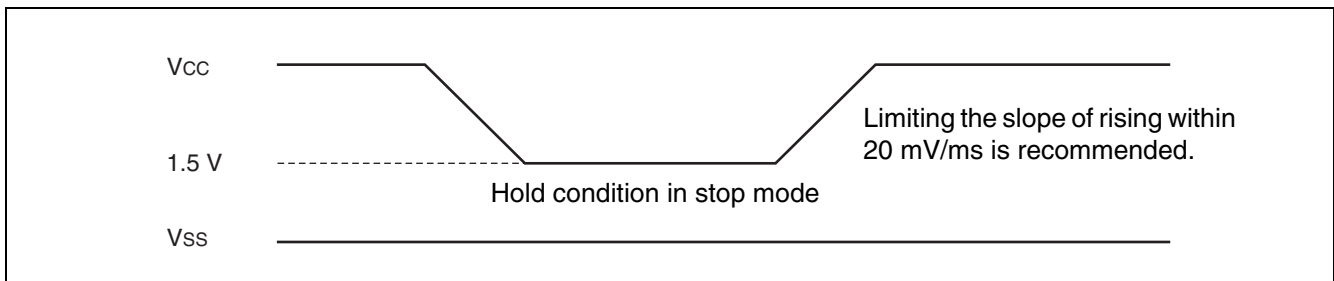 Vcc
Limiting the slope of rising within
20 mV/ms is recommended.
1.5 V
Hold condition in stop mode
Vss